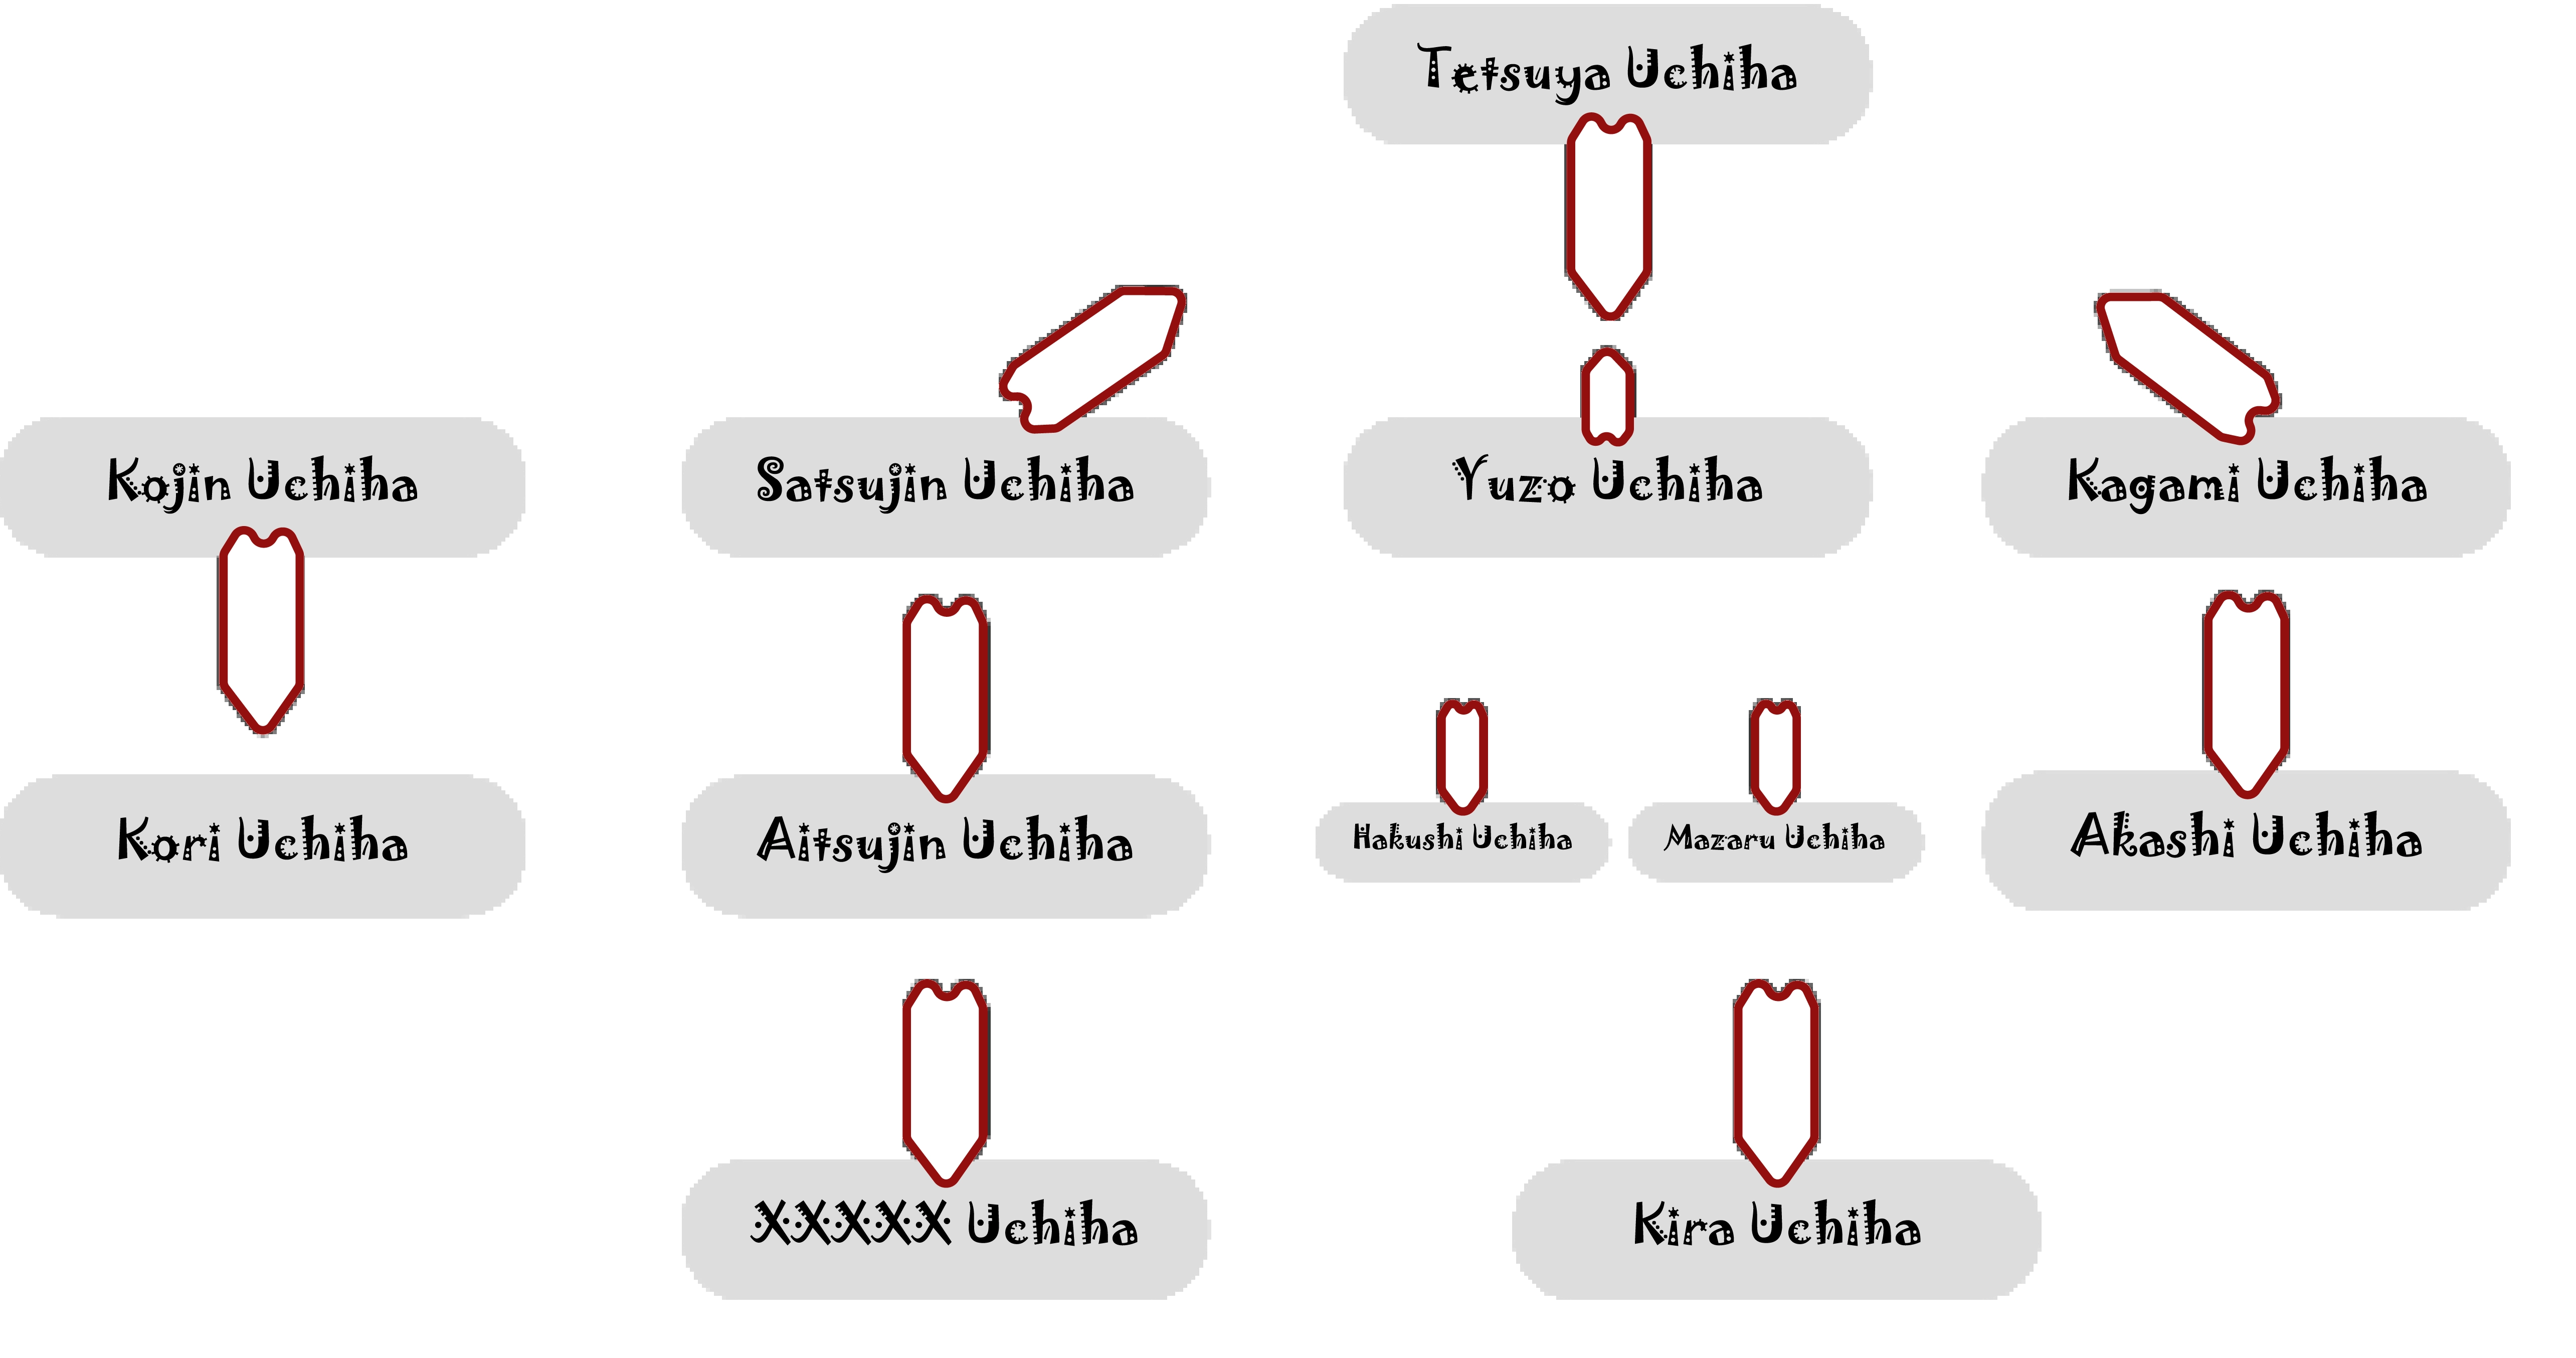 Tetsuya Uchiha
Kojin Uchiha
Satsujin Uchiha
Yuzo Uchiha
Kagami Uchiha
Kori Uchiha
Aitsujin Uchiha
Hakushi Uchiha
Mazaru Uchiha
Akashi Uchiha
XXXXX Uchiha
Kira Uchiha